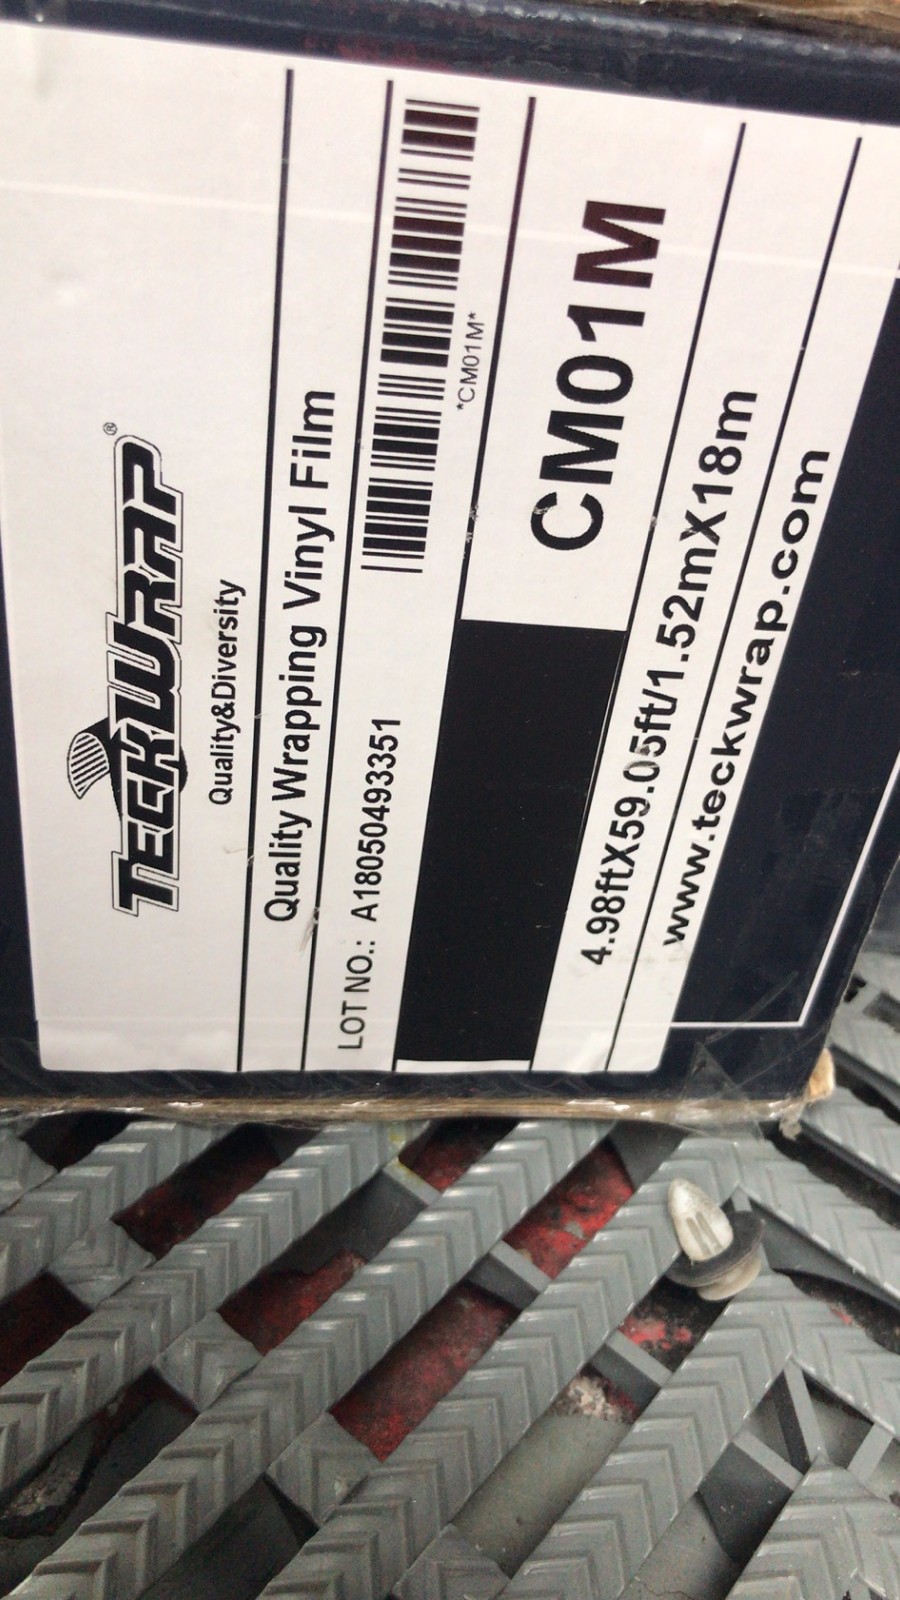 TECKWRAP®
Quality&Diversity
Quality Wrapping Vinyl Film
LOT NO.: A18050493351
*CM01M*
CM01M
4.98ftX59.05ft/1.52mX18m
www.teckwrap.com